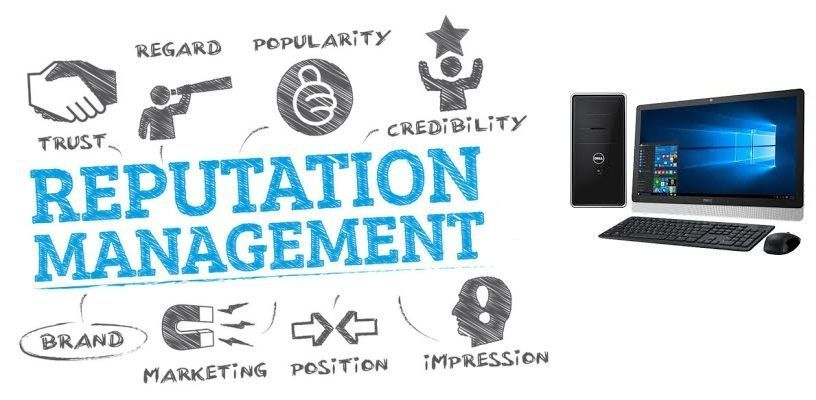 REGARD
POPULARITY
TRUST
CREDIBILITY
REPUTATION
MANAGEMENT
BRAND
MARKETING
POSITION
iMPRESSION
DELL